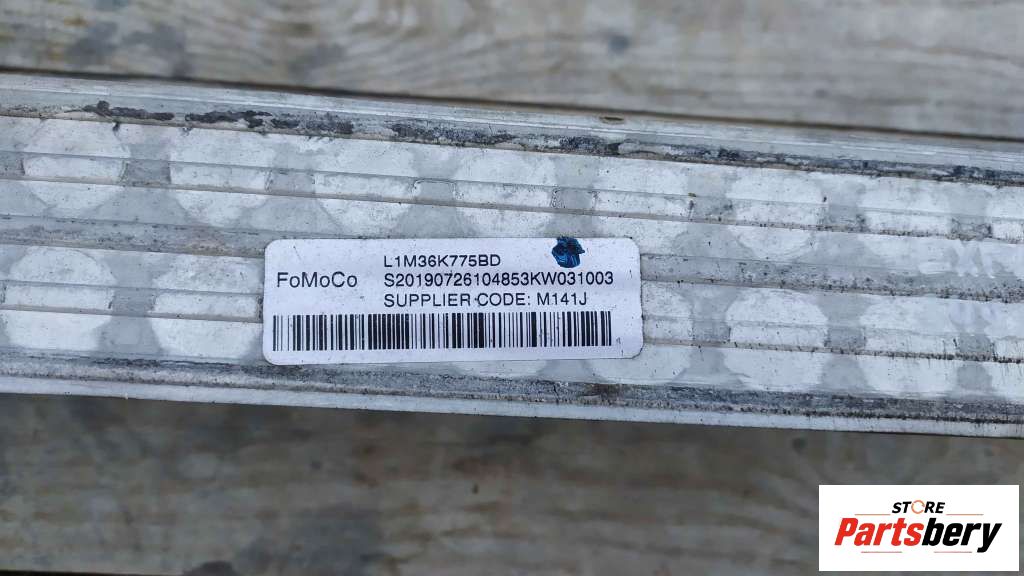 L1M36K775BD
FoMoCo
S20190726104853KW031003
SUPPLIER CODE: M141J
STORE
Partsbery